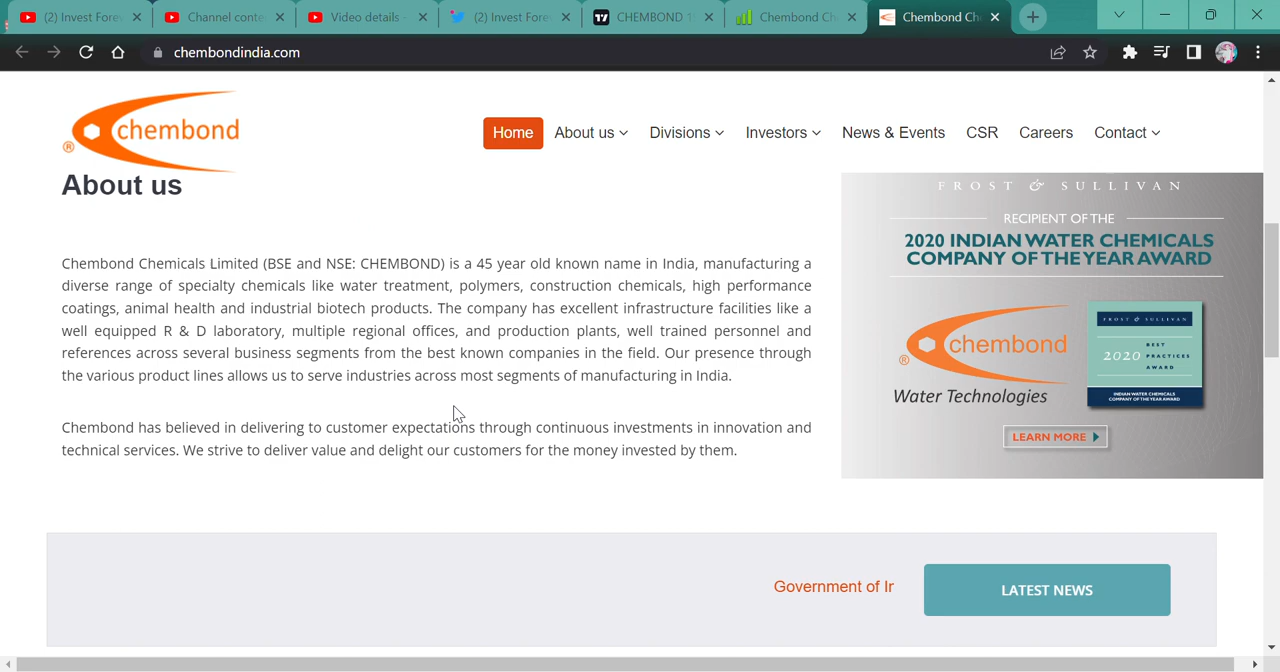 (2) Invest Fore
Channel conte
Video details -
(2) Invest Fore
CHEMBOND 1
Chembond Ch
Chembond Ch
chembondindia.com
chembond
®
Home
About us
Divisions
Investors
News & Events
CSR
Careers
Contact
About us
Chembond Chemicals Limited (BSE and NSE: CHEMBOND) is a 45 year old known name in India, manufacturing a
diverse range of specialty chemicals like water treatment, polymers, construction chemicals, high performance
coatings, animal health and industrial biotech products. The company has excellent infrastructure facilities like a
well equipped R & D laboratory, multiple regional offices, and production plants, well trained personnel and
references across several business segments from the best known companies in the field. Our presence through
the various product lines allows us to serve industries across most segments of manufacturing in India.
Chembond has believed in delivering to customer expectations through continuous investments in innovation and
technical services. We strive to deliver value and delight our customers for the money invested by them.
FROST & SULLIVAN
RECIPIENT OF THE
2020 INDIAN WATER CHEMICALS
COMPANY OF THE YEAR AWARD
chembond
®
Water Technologies
FROST & SULLIVAN
2020
BEST
PRACTICES
AWARD
INDIAN WATER CHEMICALS
COMPANY OF THE YEAR AWARD
LEARN MORE
Government of Ir
LATEST NEWS